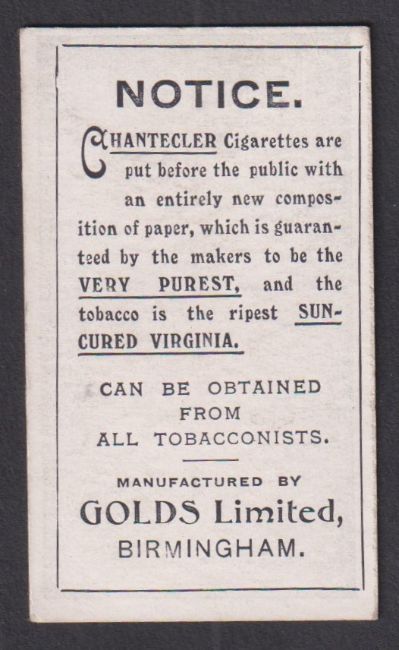 NOTICE.
CHANTECLER Cigarettes are
put before the public with
an entirely new compos-
ition of paper, which is guaran-
teed by the makers to be the
VERY PUREST, and the
tobacco is the ripest SUN-
CURED VIRGINIA.
CAN BE OBTAINED
FROM
ALL TOBACCONISTS.
MANUFACTURED BY
GOLDS Limited,
BIRMINGHAM.